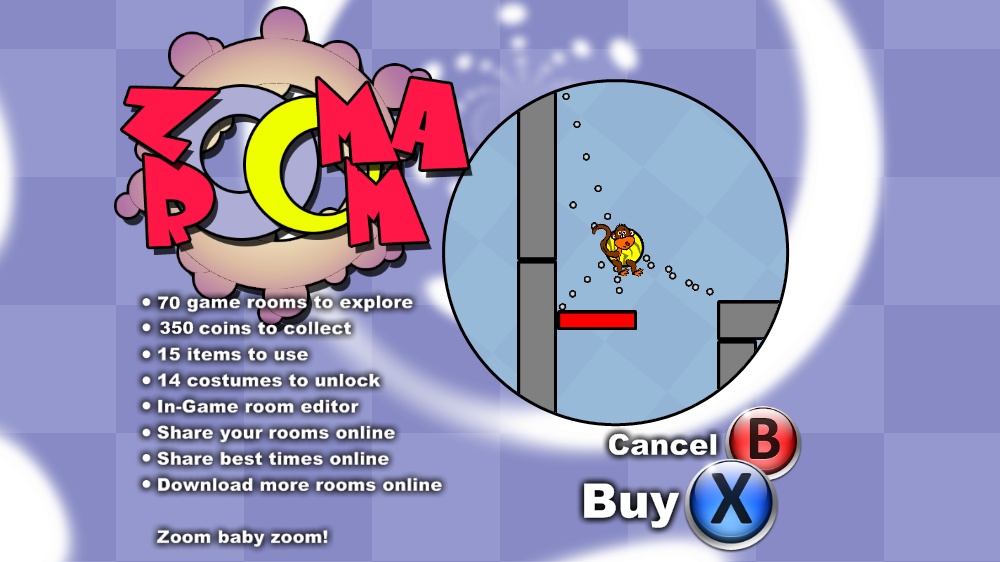 ZOOMA
ROOM
• 70 game rooms to explore
• 350 coins to collect
• 15 items to use
• 14 costumes to unlock
• In-Game room editor
• Share your rooms online
• Share best times online
• Download more rooms online
Zoom baby zoom!
Cancel B
Buy X